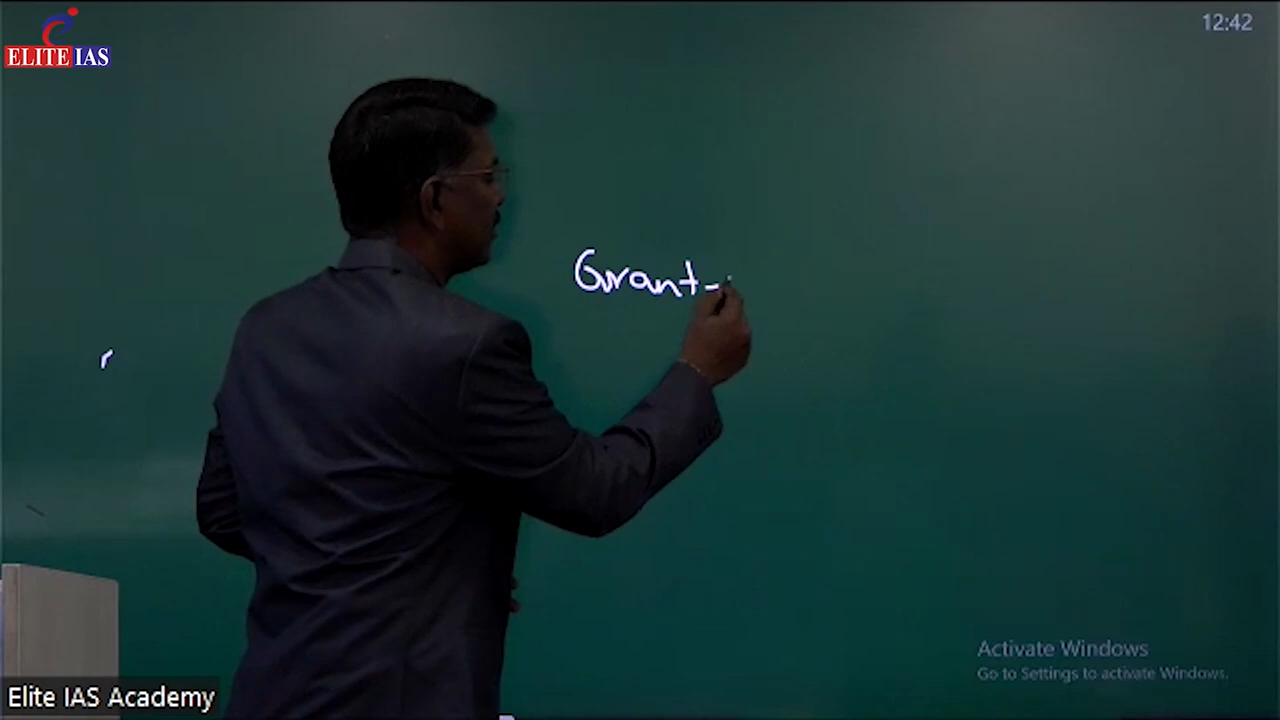 ELITE IAS
12:42
Grant-
Activate Windows
Go to Settings to activate Windows.
Elite IAS Academy